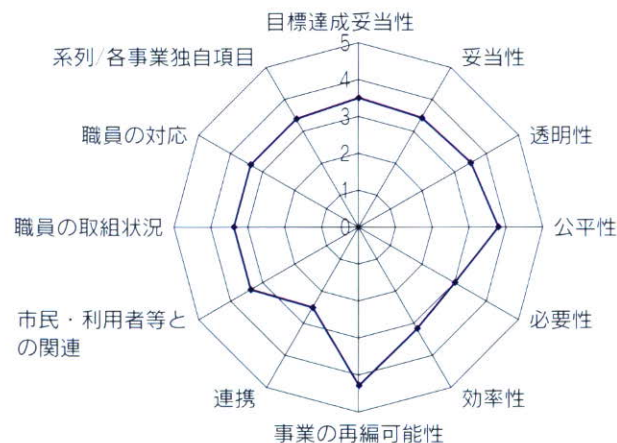 目標達成妥当性
妥当性
透明性
公平性
必要性
効率性
事業の再編可能性
連携
市民・利用者等と
の関連
職員の取組状況
職員の対応
系列/各事業独自項目
5
4
3
2
1
0